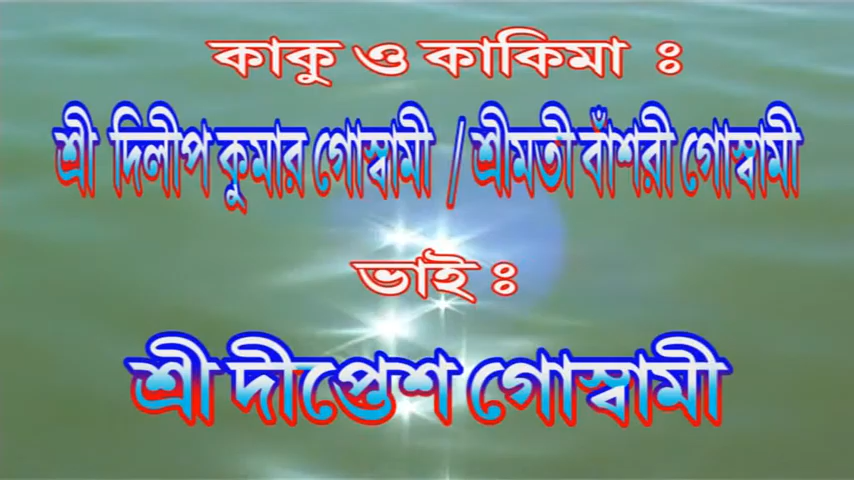 কাকু ও কাকিমা ঃ
শ্রী দিলীপ কুমার গোস্বামী / শ্রীমতী বাঁশরী গোস্বামী
ভাই ঃ
শ্রী দীপ্তেশ গোস্বামী